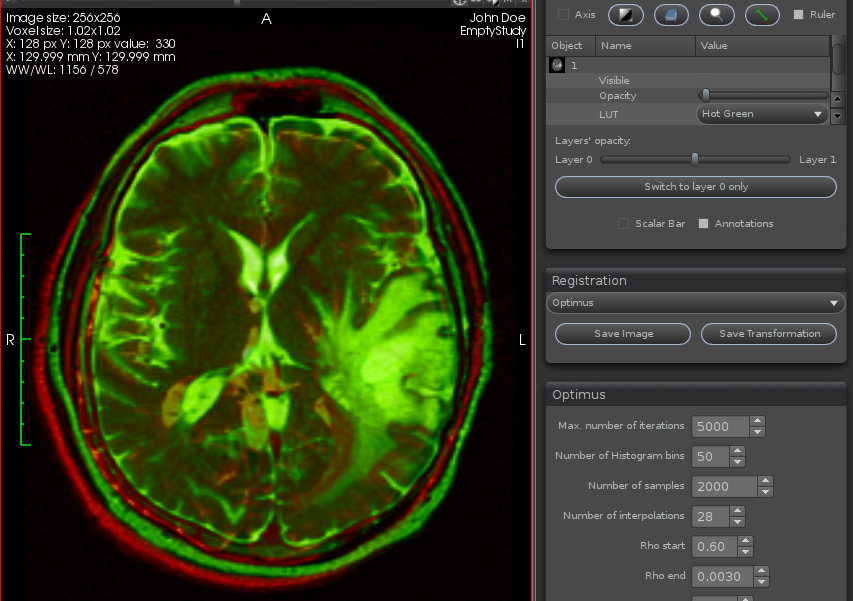 Image size: 256x256
Voxel size: 1.02x1.02
X: 128 px Y: 128 px value: 330
X: 129.999 mm Y: 129.999 mm
WW/WL: 1156 / 578
A
John Doe
EmptyStudy
I1
R
L
Axis
Ruler
Object Name Value
1
Visible
Opacity
LUT Hot Green
Layers' opacity:
Layer 0 Layer 1
Switch to layer 0 only
Scalar Bar Annotations
Registration
Optimus
Save Image Save Transformation
Optimus
Max. number of iterations 5000
Number of Histogram bins 50
Number of samples 2000
Number of interpolations 28
Rho start 0.60
Rho end 0.0030